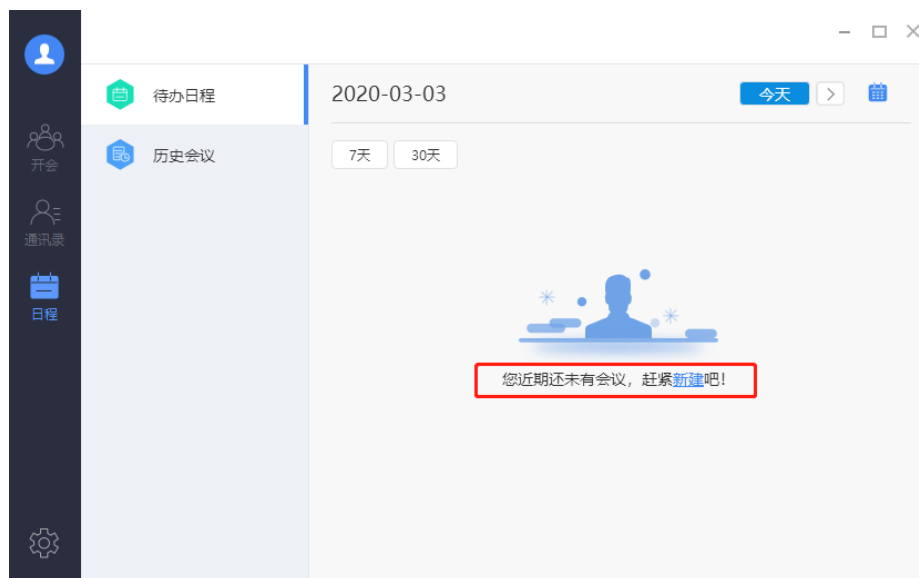 开会
通讯录
日程
待办日程
历史会议
2020-03-03
今天
7天
30天
您近期还未有会议，赶紧新建吧！